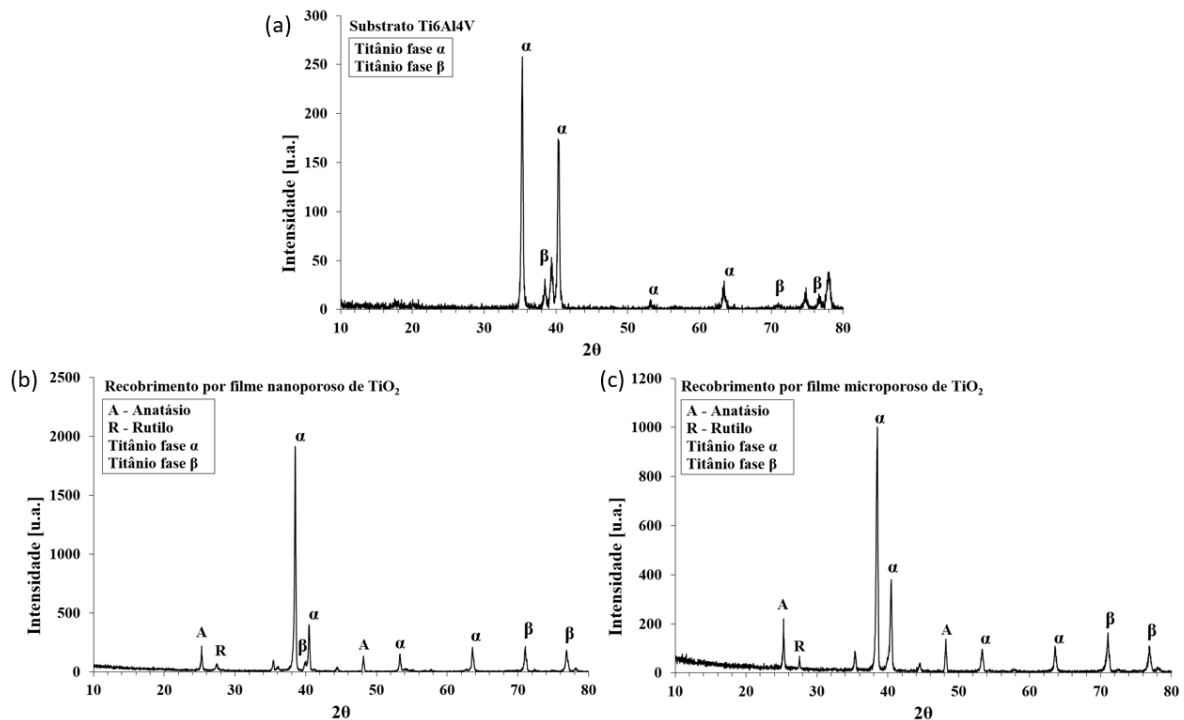 (a)
Substrato Ti6Al4V
Titânio fase α
Titânio fase β
Intensidade [u.a.]
300
250
200
150
100
50
0
α
α
β
α
α
β
β
10 20 30 40 50 60 70 80
2θ
(b)
Recobrimento por filme nanoporoso de TiO₂
A - Anatásio
R - Rutilo
Titânio fase α
Titânio fase β
Intensidade [u.a.]
2500
2000
1500
1000
500
0
A
R
α
β
α
A
α
α
β
β
10 20 30 40 50 60 70 80
2θ
(c)
Recobrimento por filme microporoso de TiO₂
A - Anatásio
R - Rutilo
Titânio fase α
Titânio fase β
Intensidade [u.a.]
1200
1000
800
600
400
200
0
A
R
α
α
A
α
α
β
β
10 20 30 40 50 60 70 80
2θ